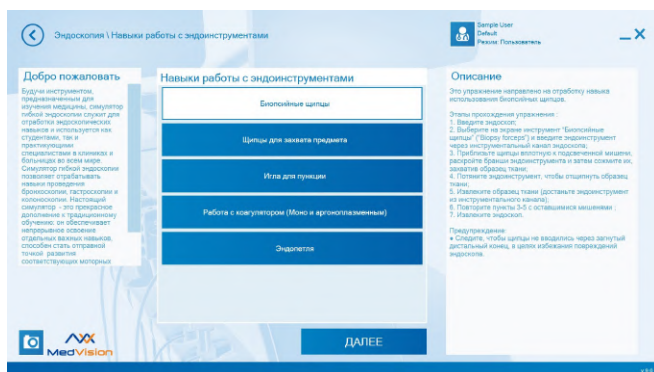 Эндоскопия \ Навыки работы с эндоинструментами
Sample User
Default
Режим: Пользователь
Добро пожаловать
Будучи инструментом,
предназначенным для
изучения медицины, симулятор
гибкой эндоскопии служит для
отработки эндоскопических
навыков и используется как
студентами, так и
практикующими
специалистами в клиниках и
больницах во всем мире.
Симулятор гибкой эндоскопии
позволяет отрабатывать
навыки проведения
бронхоскопии, гастроскопии и
колоноскопии. Настоящий
симулятор - это прекрасное
дополнение к традиционному
обучению: он обеспечивает
непрерывное освоение
отдельных важных навыков,
способен стать отправной
точкой развития
соответствующих моторных
Навыки работы с эндоинструментами
Биопсийные щипцы
Щипцы для захвата предмета
Игла для пункции
Работа с коагулятором (Моно и аргоноплазменным)
Эндопетля
Описание
Это упражнение направлено на отработку навыка
использования биопсийных щипцов.
Этапы прохождения упражнения :
1. Введите эндоскоп;
2. Выберите на экране инструмент "Биопсийные
щипцы" ("Biopsy forceps") и введите эндоинструмент
через инструментальный канал эндоскопа;
3. Приблизьте щипцы вплотную к подсвеченной мишени,
раскройте бранши эндоинструмента и затем сожмите их,
захватив образец ткани;
4. Потяните эндоинструмент, чтобы отщипнуть образец
ткани;
5. Извлеките образец ткани (достаньте эндоинструмент
из инструментального канала);
6. Повторите пункты 3-5 с оставшимися мишенями ;
7. Извлеките эндоскоп.
Предупреждение:
● Следите, чтобы щипцы не вводились через загнутый
дистальный конец, в целях избежания повреждений
эндоскопа.
MedVision
ДАЛЕЕ